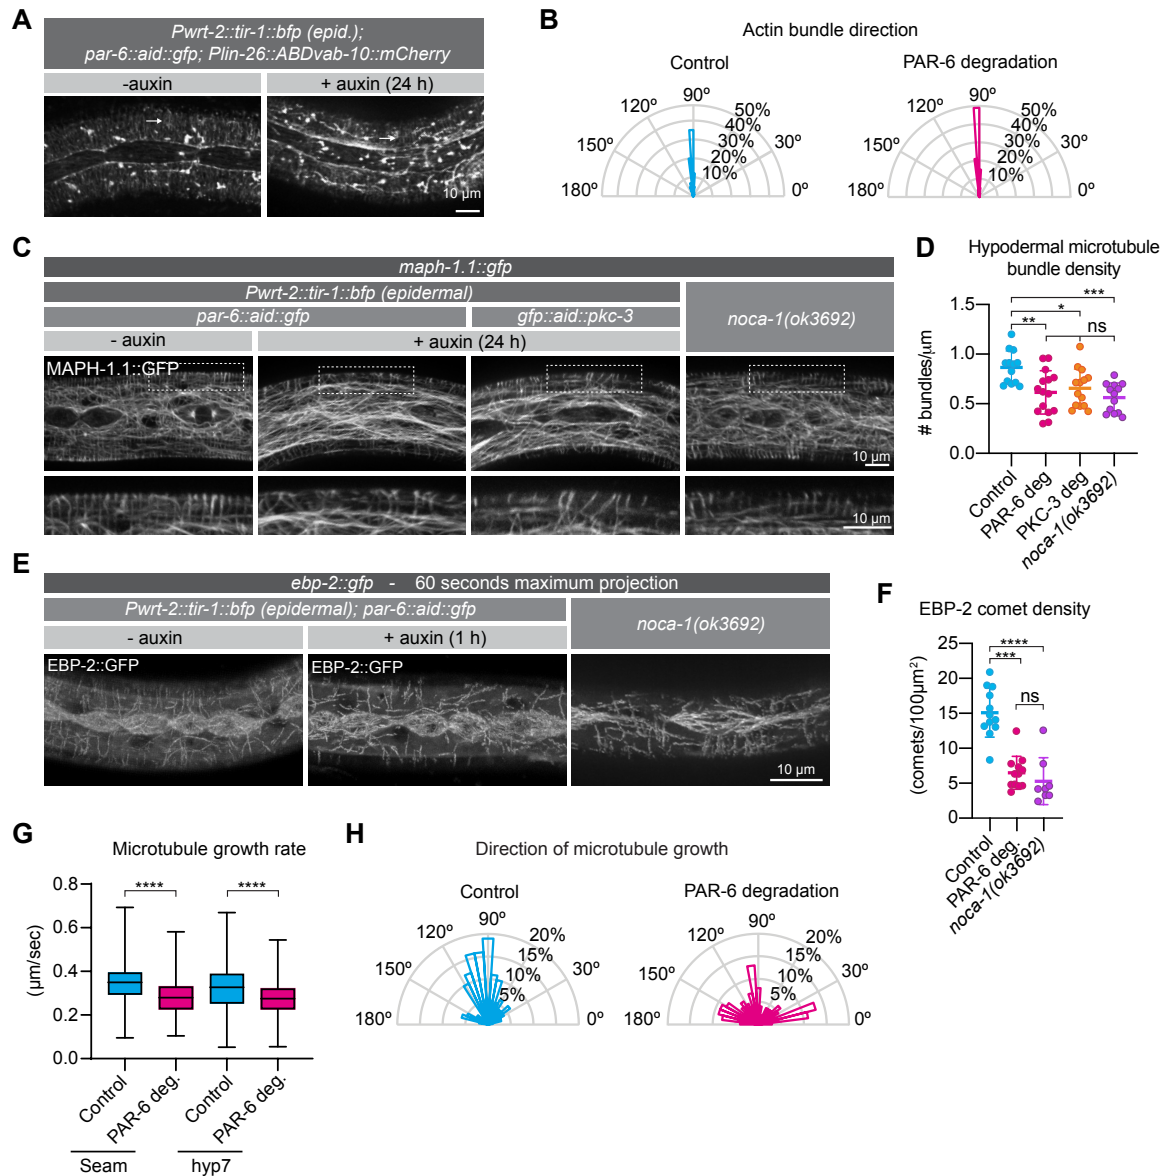 A
Pwrt-2::tir-1::bfp (epid.);
par-6::aid::gfp; Plin-26::ABDvab-10::mCherry
-auxin
+ auxin (24 h)
10 µm
B
Actin bundle direction
Control
PAR-6 degradation
90º
120º
150º
180º
50%
40%
30%
20%
10%
30º
0º
90º
120º
150º
180º
50%
40%
30%
20%
10%
30º
0º
C
maph-1.1::gfp
Pwrt-2::tir-1::bfp (epidermal)
par-6::aid::gfp
gfp::aid::pkc-3
noca-1(ok3692)
- auxin
+ auxin (24 h)
MAPH-1.1::GFP
10 µm
10 µm
D
Hypodermal microtubule
bundle density
# bundles/µm
1.5
1.0
0.5
0.0
***
*
**
ns
Control
PAR-6 deg
PKC-3 deg
noca-1(ok3692)
E
ebp-2::gfp - 60 seconds maximum projection
Pwrt-2::tir-1::bfp (epidermal); par-6::aid::gfp
noca-1(ok3692)
- auxin
+ auxin (1 h)
EBP-2::GFP
EBP-2::GFP
10 µm
F
EBP-2 comet density
(comets/100µm²)
25
20
15
10
5
0
****
***
ns
Control
PAR-6 deg.
noca-1(ok3692)
G
Microtubule growth rate
(µm/sec)
0.8
0.6
0.4
0.2
0.0
****
****
Control
PAR-6 deg.
Control
PAR-6 deg.
Seam
hyp7
H
Direction of microtubule growth
Control
PAR-6 degradation
90º
120º
150º
180º
20%
15%
10%
5%
30º
0º
90º
120º
150º
180º
20%
15%
10%
5%
30º
0º